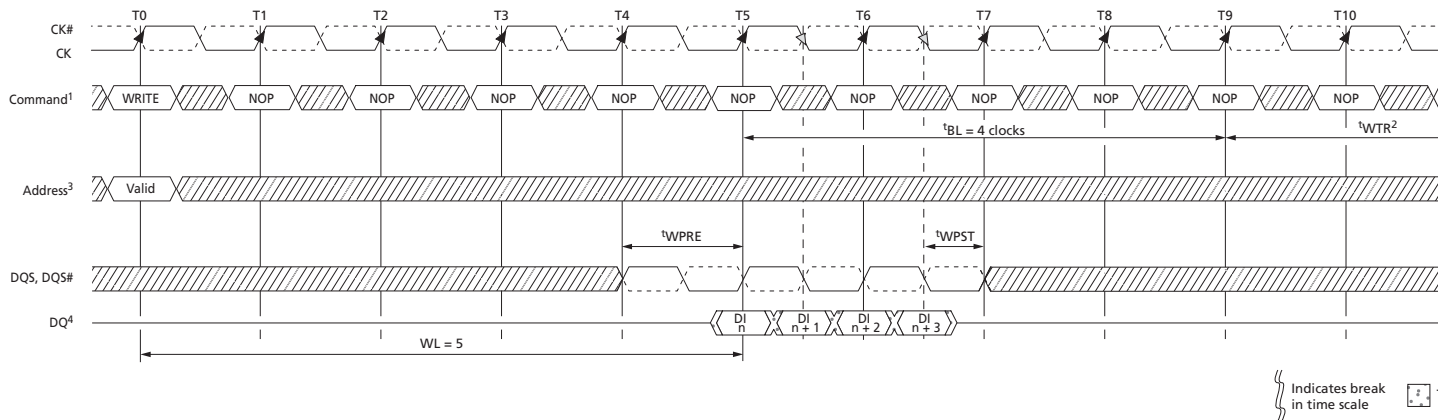 T0 T1 T2 T3 T4 T5 T6 T7 T8 T9 T10
CK#
CK
Command1 WRITE NOP NOP NOP NOP NOP NOP NOP NOP NOP NOP
tBL = 4 clocks tWTR2
Address3 Valid
tWPRE tWPST
DQS, DQS#
DQ4 DI n DI n + 1 DI n + 2 DI n + 3
WL = 5
Indicates break
in time scale